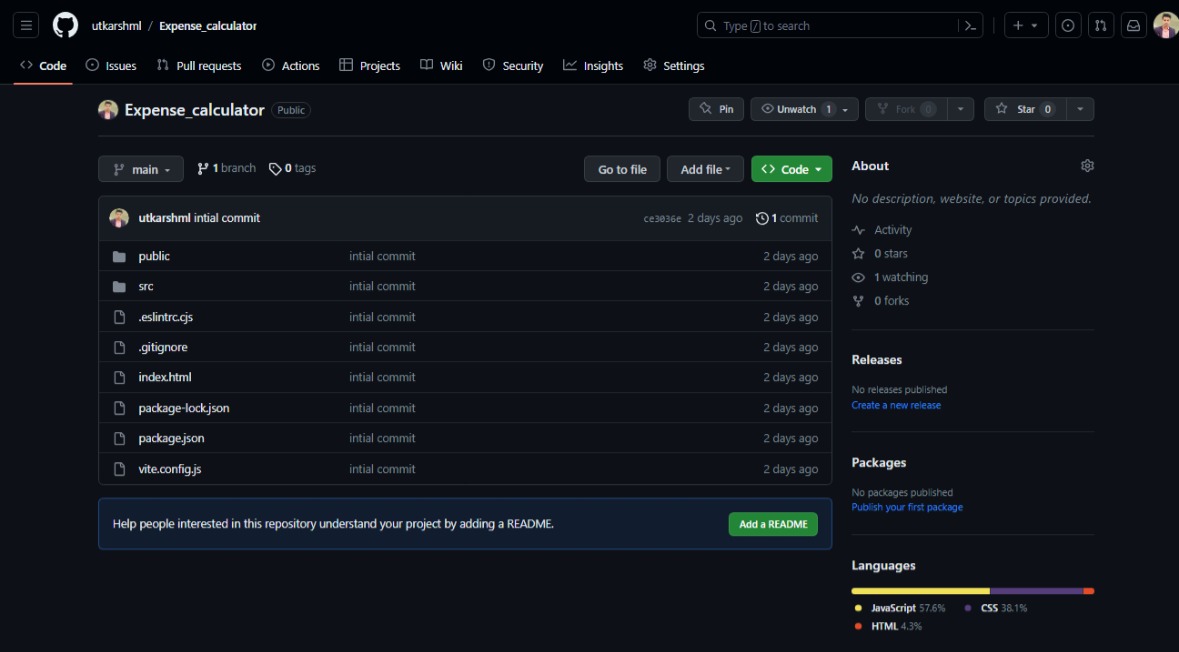 utkarshml / Expense_calculator
Type / to search
Code Issues Pull requests Actions Projects Wiki Security Insights Settings
Expense_calculator Public
Pin Unwatch 1 Fork 0 Star 0
main 1 branch 0 tags Go to file Add file Code
utkarshml intial commit ce3036e 2 days ago 1 commit
public intial commit 2 days ago
src intial commit 2 days ago
.eslintrc.cjs intial commit 2 days ago
.gitignore intial commit 2 days ago
index.html intial commit 2 days ago
package-lock.json intial commit 2 days ago
package.json intial commit 2 days ago
vite.config.js intial commit 2 days ago
Help people interested in this repository understand your project by adding a README. Add a README
About
No description, website, or topics provided.
Activity
0 stars
1 watching
0 forks
Releases
No releases published
Create a new release
Packages
No packages published
Publish your first package
Languages
JavaScript 57.6% CSS 38.1%
HTML 4.3%